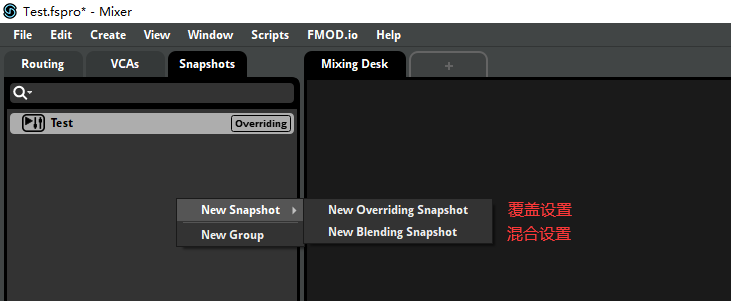 Test.fspro* - Mixer
File Edit Create View Window Scripts FMOD.io Help
Routing VCAs Snapshots Mixing Desk +
Test Overriding
New Snapshot New Overriding Snapshot 覆盖设置
New Group New Blending Snapshot 混合设置